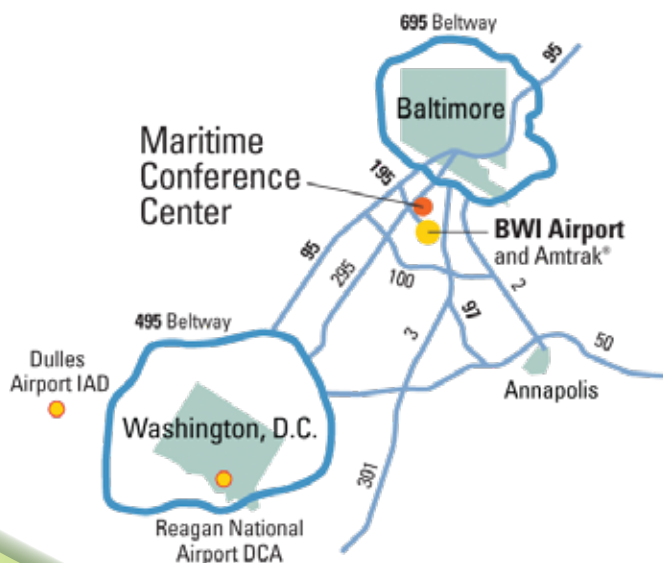 695 Beltway
95
Baltimore
Maritime
Conference
Center
195
BWI Airport
and Amtrak®
95
295
100
2
495 Beltway
97
3
50
Dulles
Airport IAD
Annapolis
Washington, D.C.
301
Reagan National
Airport DCA